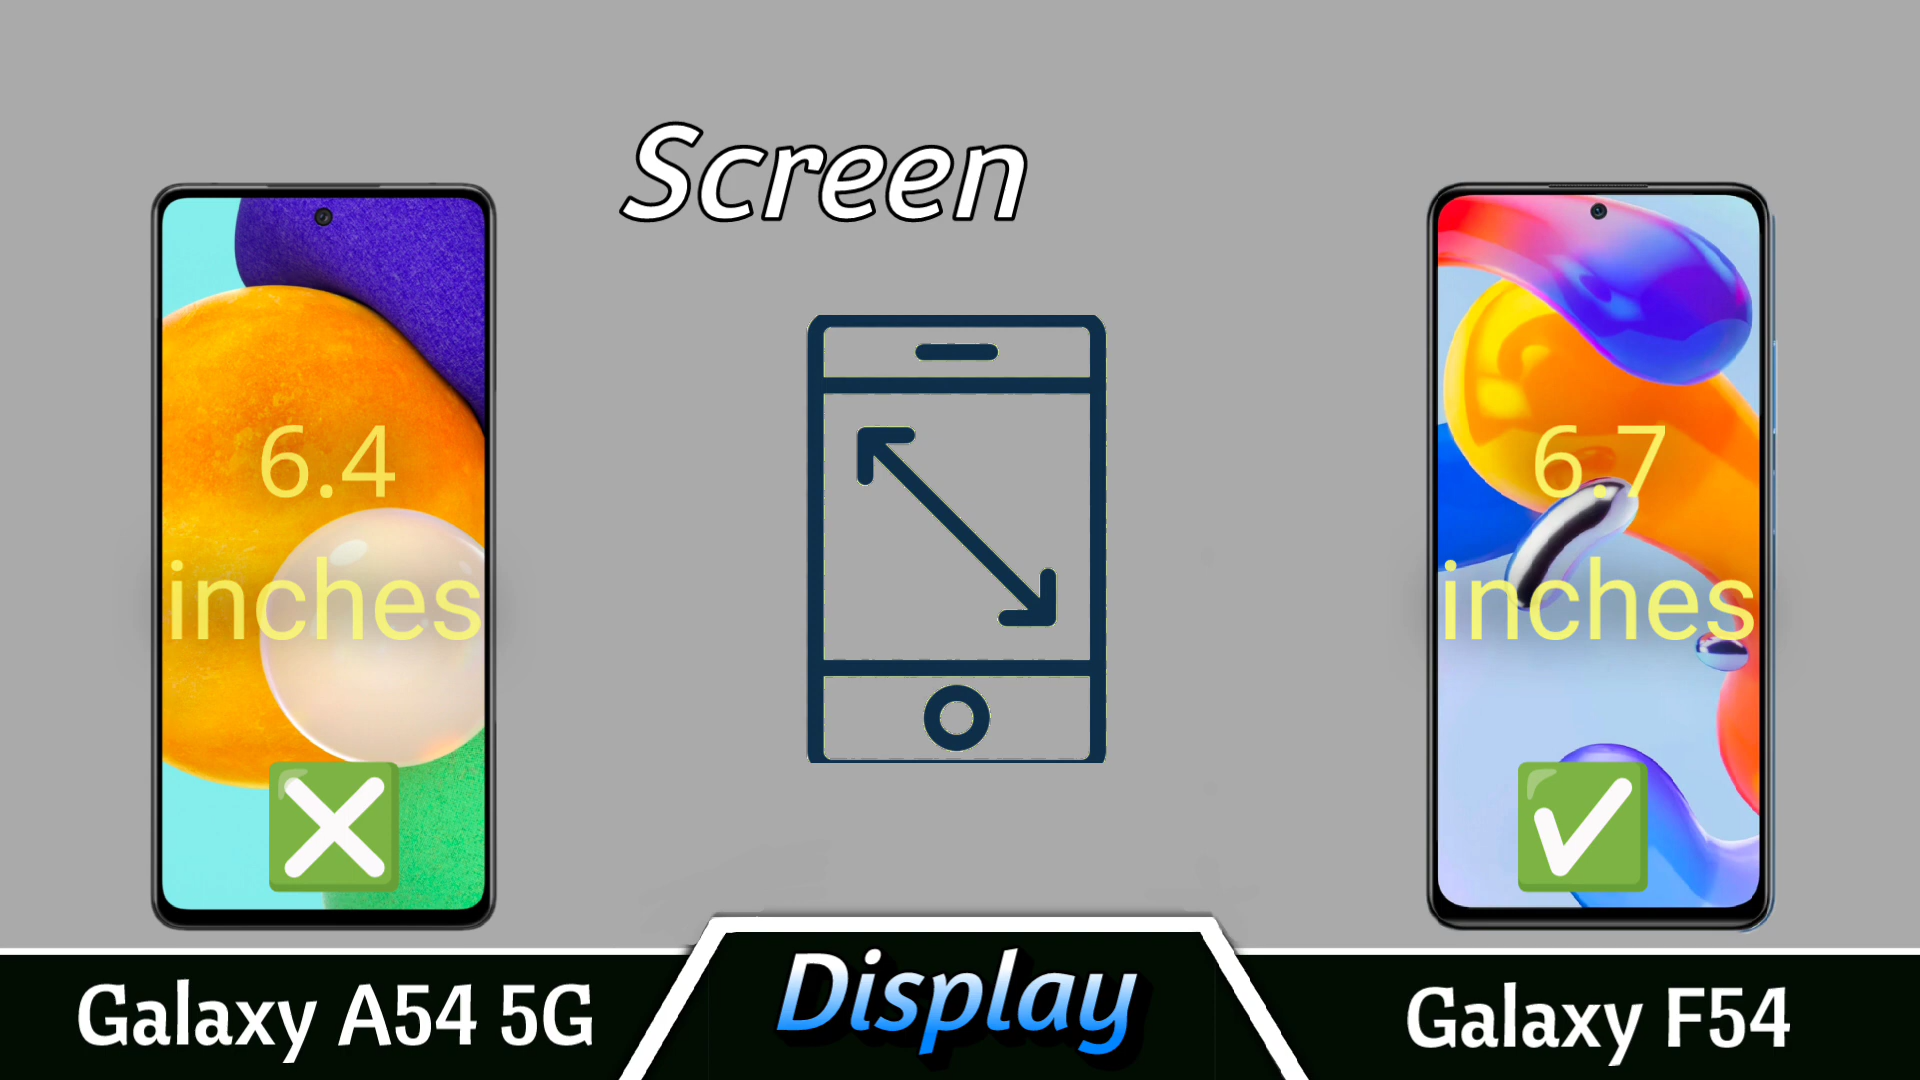 Screen
6.4
inches
6.7
inches
Galaxy A54 5G
Display
Galaxy F54